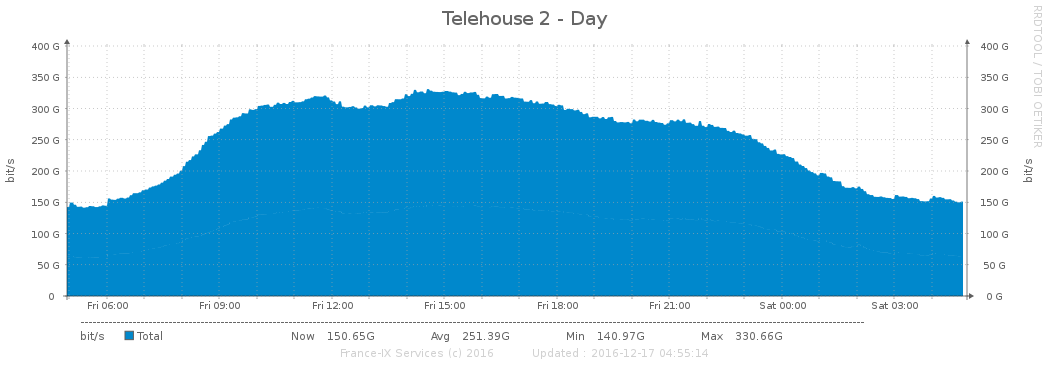 Telehouse 2 - Day
RRDTOOL / TOBI OETIKER
bit/s
400 G 400 G
350 G 350 G
300 G 300 G
250 G 250 G
200 G 200 G
150 G 150 G
100 G 100 G
50 G 50 G
0 0 G
bit/s
Fri 06:00 Fri 09:00 Fri 12:00 Fri 15:00 Fri 18:00 Fri 21:00 Sat 00:00 Sat 03:00
bit/s Total Now 150.65G Avg 251.39G Min 140.97G Max 330.66G
France-IX Services (c) 2016 Updated : 2016-12-17 04:55:14